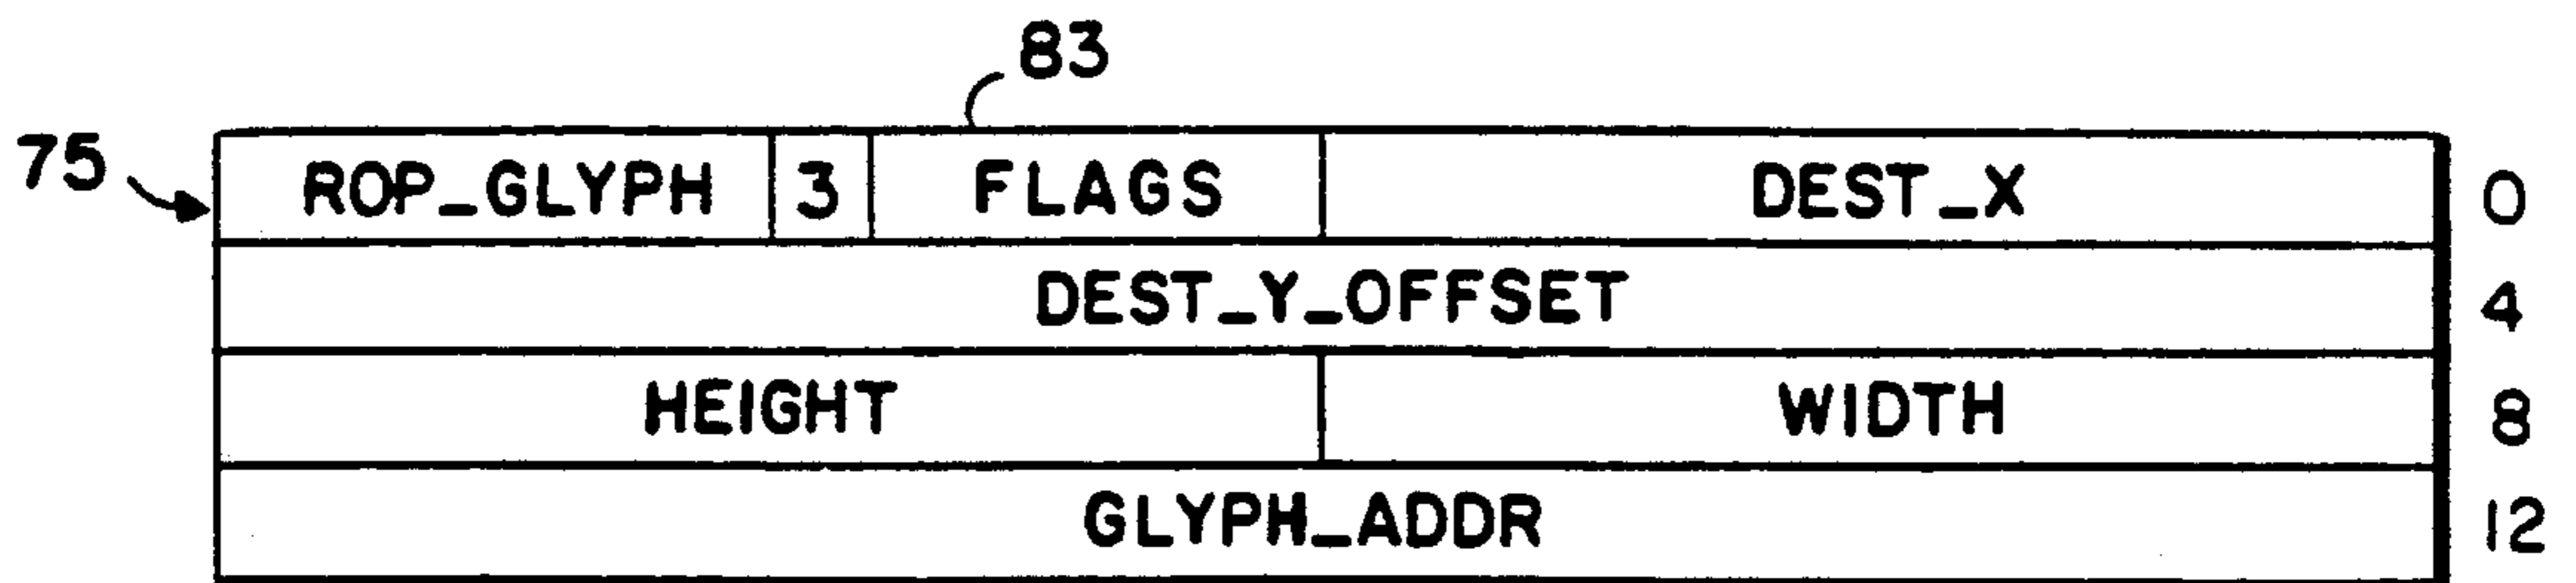 83
75 ROP_GLYPH 3 FLAGS DEST_X 0
DEST_Y_OFFSET 4
HEIGHT WIDTH 8
GLYPH_ADDR 12